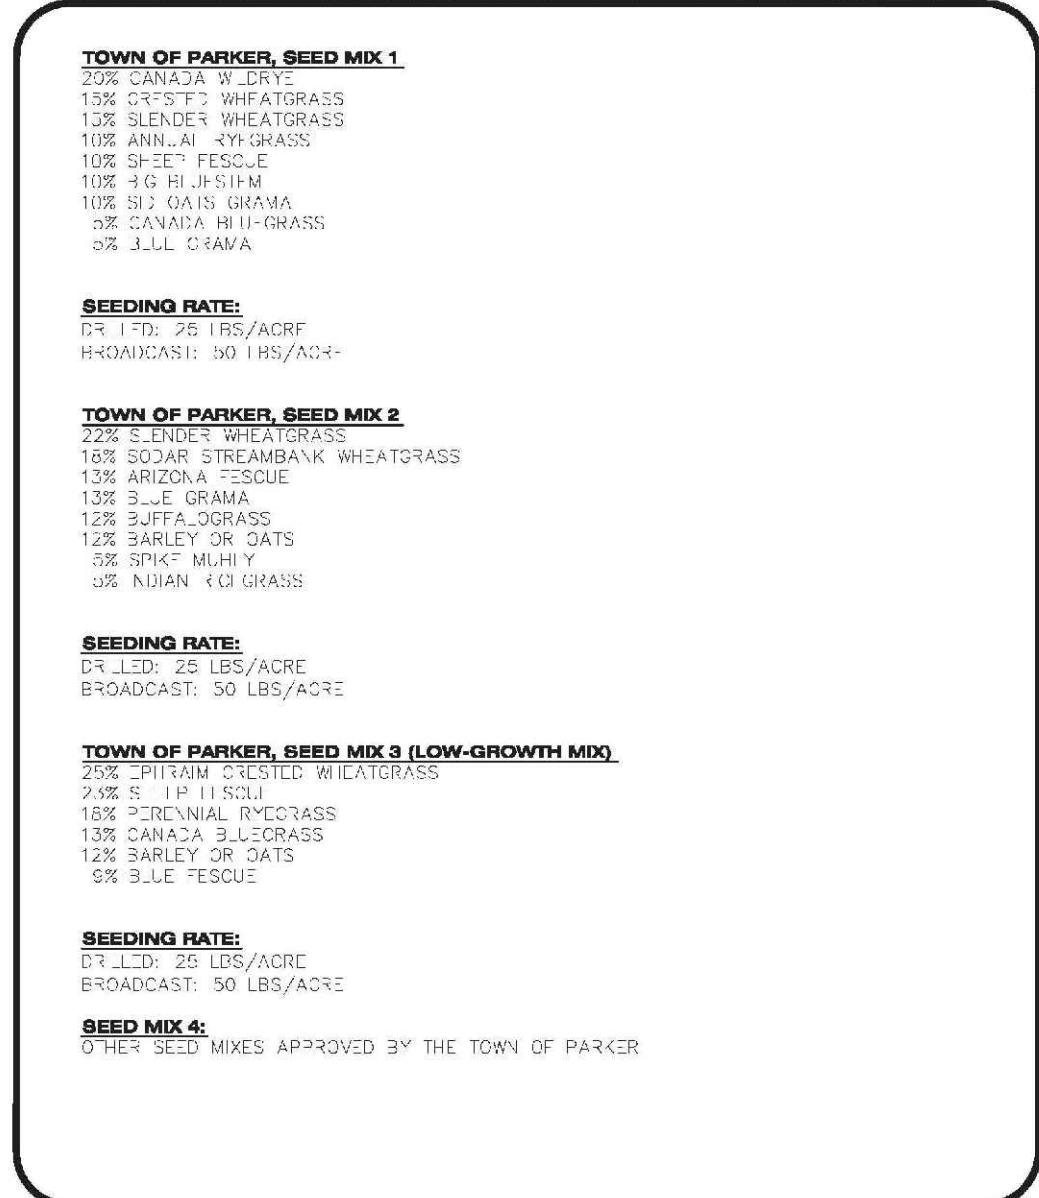 TOWN OF PARKER, SEED MIX 1
20% CANADA WILDRYE
15% CRESTED WHEATGRASS
15% SLENDER WHEATGRASS
10% ANNUAL RYEGRASS
10% SHEEP FESCUE
10% BIG BLUESTEM
10% SID OATS GRAMA
5% CANADA BLUEGRASS
5% BLUE GRAMA
SEEDING RATE:
DRILLED: 25 LBS/ACRE
BROADCAST: 50 LBS/ACRE
TOWN OF PARKER, SEED MIX 2
22% SLENDER WHEATGRASS
18% SODAR STREAMBANK WHEATGRASS
13% ARIZONA FESCUE
13% BLUE GRAMA
12% BUFFALOGRASS
12% BARLEY OR OATS
5% SPIKE MUHLY
5% INDIAN RICEGRASS
SEEDING RATE:
DRILLED: 25 LBS/ACRE
BROADCAST: 50 LBS/ACRE
TOWN OF PARKER, SEED MIX 3 (LOW-GROWTH MIX)
25% EPHRAIM CRESTED WHEATGRASS
23% SHEEP FESCUE
18% PERENNIAL RYEGRASS
13% CANADA BLUEGRASS
12% BARLEY OR OATS
9% BLUE FESCUE
SEEDING RATE:
DRILLED: 25 LBS/ACRE
BROADCAST: 50 LBS/ACRE
SEED MIX 4:
OTHER SEED MIXES APPROVED BY THE TOWN OF PARKER